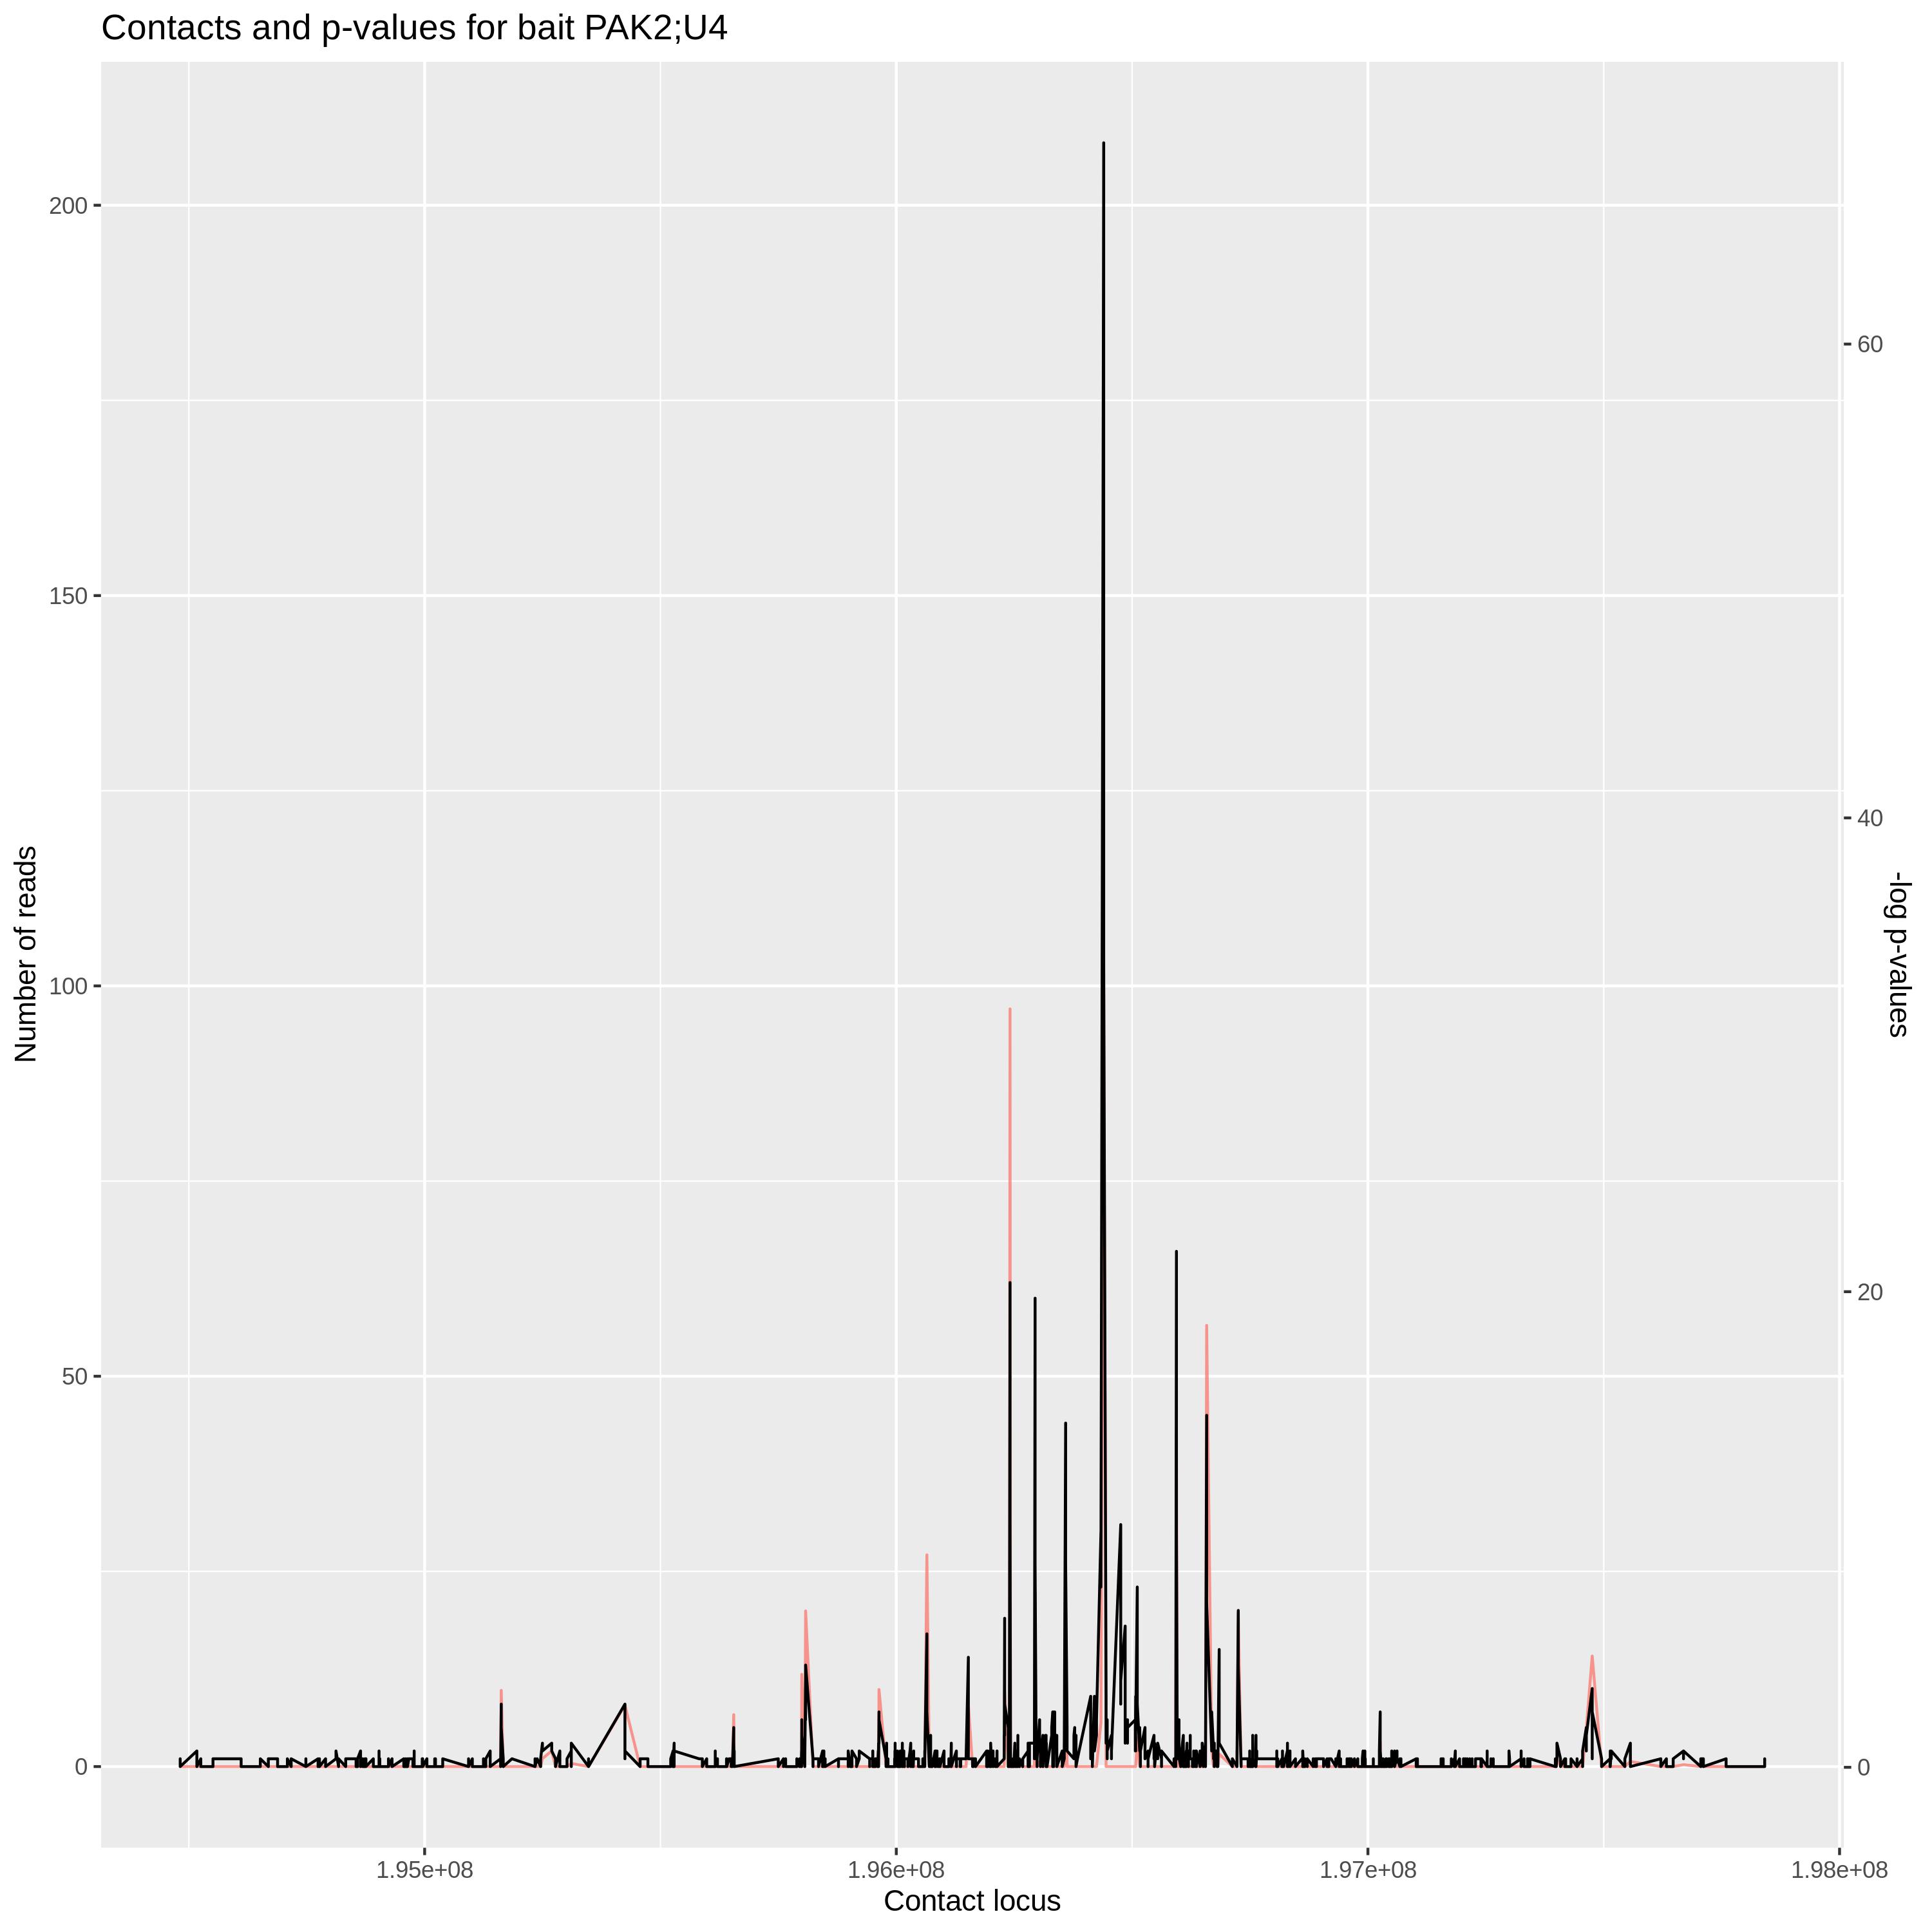 Contacts and p-values for bait PAK2;U4
200
150
100
50
0
Number of reads
60
40
20
0
-log p-values
1.95e+08
1.96e+08
1.97e+08
1.98e+08
Contact locus